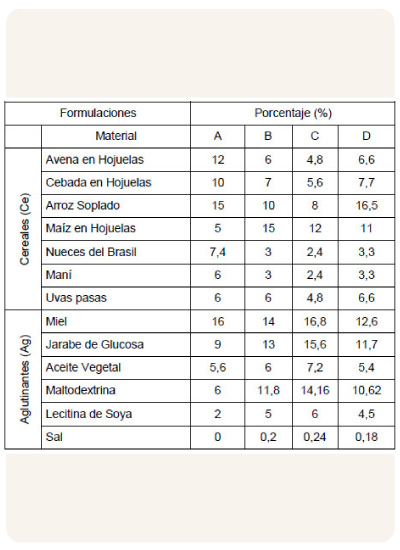 Formulaciones Porcentaje (%)
Material A B C D
Cereales (Ce)
Avena en Hojuelas 12 6 4,8 6,6
Cebada en Hojuelas 10 7 5,6 7,7
Arroz Soplado 15 10 8 16,5
Maíz en Hojuelas 5 15 12 11
Nueces del Brasil 7,4 3 2,4 3,3
Maní 6 3 2,4 3,3
Uvas pasas 6 6 4,8 6,6
Aglutinantes (Ag)
Miel 16 14 16,8 12,6
Jarabe de Glucosa 9 13 15,6 11,7
Aceite Vegetal 5,6 6 7,2 5,4
Maltodextrina 6 11,8 14,16 10,62
Lecitina de Soya 2 5 6 4,5
Sal 0 0,2 0,24 0,18